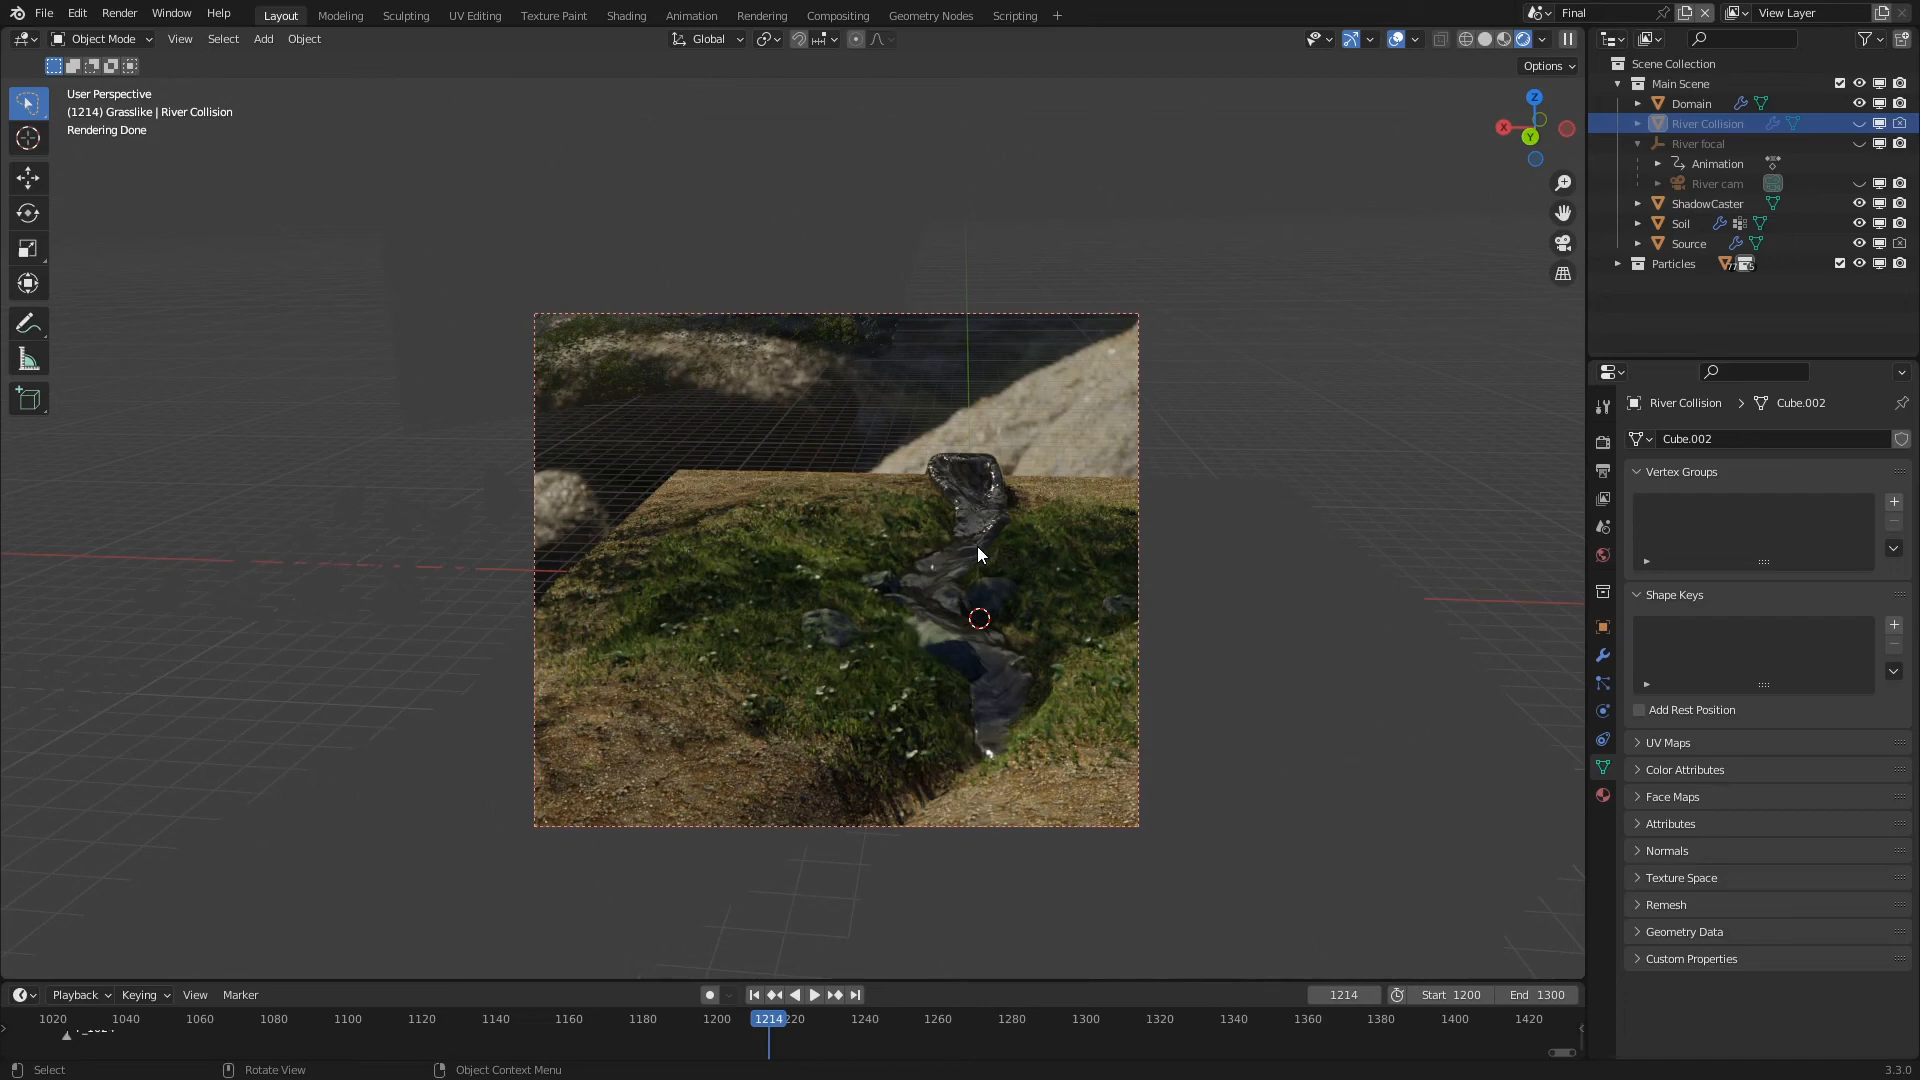 File Edit Render Window Help Layout Modeling Sculpting UV Editing Texture Paint Shading Animation Rendering Compositing Geometry Nodes Scripting + Final View Layer
Object Mode View Select Add Object Global
Options
User Perspective
(1214) Grasslike | River Collision
Rendering Done
Z
X
Y
Scene Collection
Main Scene
Domain
River Collision
River focal
Animation
River cam
ShadowCaster
Soil
Source
Particles
River Collision > Cube.002
Cube.002
Vertex Groups
Shape Keys
Add Rest Position
UV Maps
Color Attributes
Face Maps
Attributes
Normals
Texture Space
Remesh
Geometry Data
Custom Properties
Playback Keying View Marker 1214 Start 1200 End 1300
1020 1040 1060 1080 1100 1120 1140 1160 1180 1200 1214 220 1240 1260 1280 1300 1320 1340 1360 1380 1400 1420
Select Rotate View Object Context Menu 3.3.0